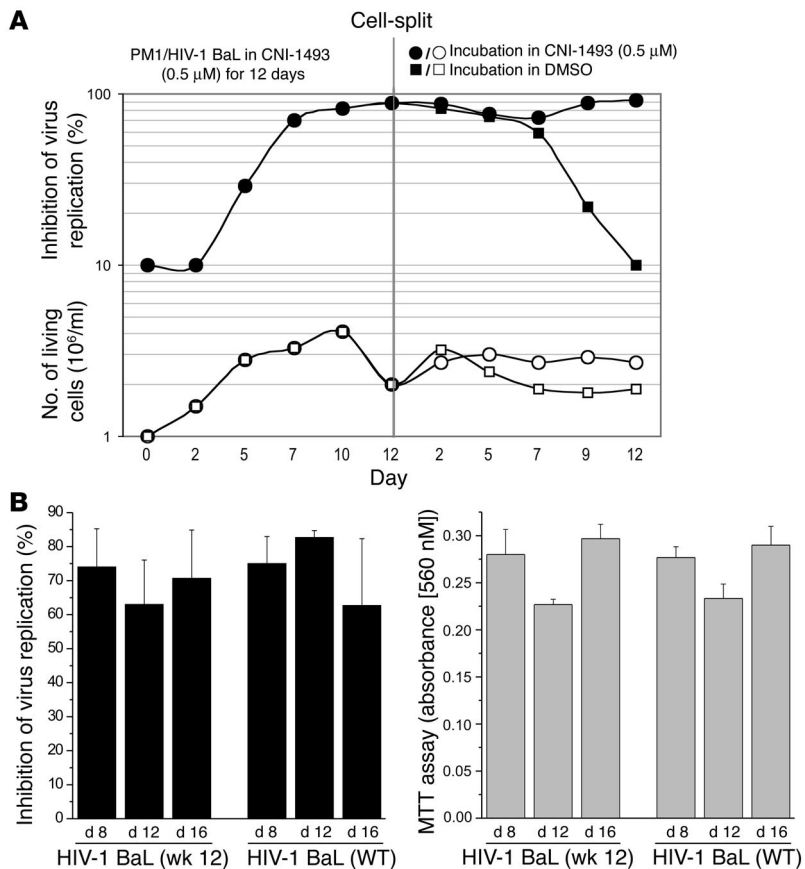 A
Cell-split
PM1/HIV-1 BaL in CNI-1493
(0.5 μM) for 12 days
●/○ Incubation in CNI-1493 (0.5 μM)
■/□ Incubation in DMSO
Inhibition of virus
replication (%)
100
10
No. of living
cells (10⁶/ml)
1
0 2 5 7 10 12 2 5 7 9 12
Day
B
Inhibition of virus replication (%)
90
80
70
60
50
40
30
20
10
0
d 8 d 12 d 16 d 8 d 12 d 16
HIV-1 BaL (wk 12) HIV-1 BaL (WT)
MTT assay (absorbance [560 nM])
0.30
0.25
0.20
0.15
0.10
0.05
0.00
d 8 d 12 d 16 d 8 d 12 d 16
HIV-1 BaL (wk 12) HIV-1 BaL (WT)